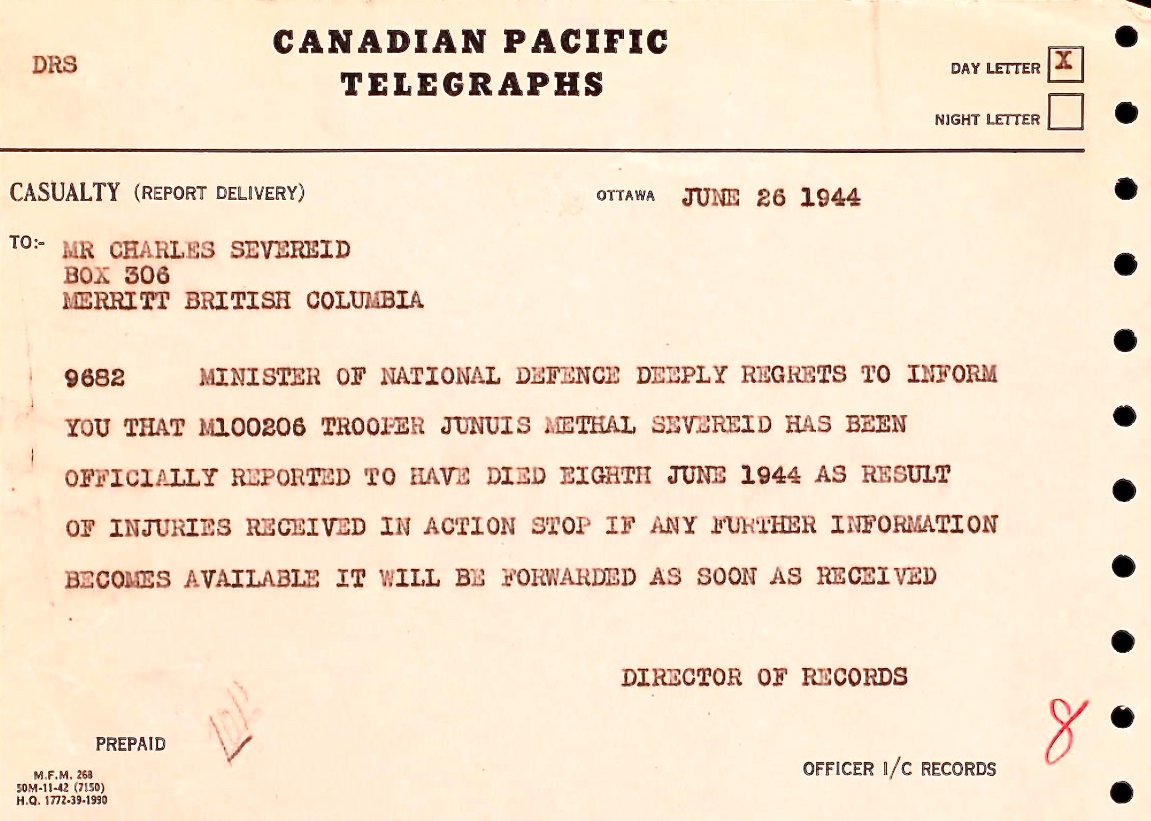 DRS
CANADIAN PACIFIC
TELEGRAPHS
DAY LETTER X
NIGHT LETTER
CASUALTY (REPORT DELIVERY)
OTTAWA JUNE 26 1944
TO:- MR CHARLES SEVEREID
BOX 306
MERRITT BRITISH COLUMBIA
9682 MINISTER OF NATIONAL DEFENCE DEEPLY REGRETS TO INFORM
YOU THAT M100206 TROOPER JUNUIS METHAL SEVEREID HAS BEEN
OFFICIALLY REPORTED TO HAVE DIED EIGHTH JUNE 1944 AS RESULT
OF INJURIES RECEIVED IN ACTION STOP IF ANY FURTHER INFORMATION
BECOMES AVAILABLE IT WILL BE FORWARDED AS SOON AS RECEIVED
DIRECTOR OF RECORDS
8
PREPAID
OFFICER I/C RECORDS
M.F.M. 268
50M-11-42 (7150)
H.Q. 1772-39-1990